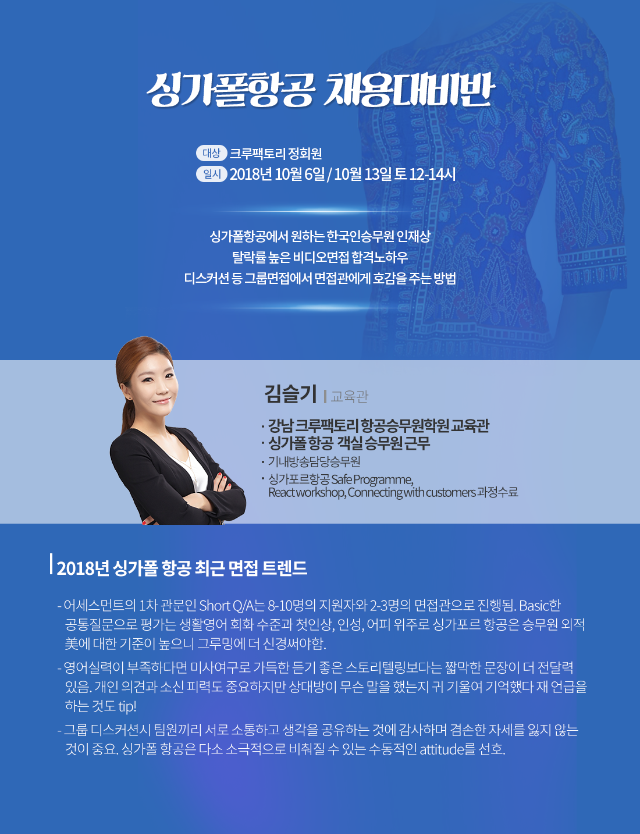 싱가폴항공 채용대비반
대상 크루팩토리 정회원
일시 2018년 10월 6일 / 10월 13일 토 12-14시
싱가폴항공에서 원하는 한국인승무원 인재상
탈락률 높은 비디오면접 합격노하우
디스커션 등 그룹면접에서 면접관에게 호감을 주는 방법
김슬기 | 교육관
· 강남 크루팩토리 항공승무원학원 교육관
· 싱가폴 항공 객실 승무원 근무
· 기내방송담당승무원
· 싱가포르항공 Safe Programme,
React workshop, Connecting with customers 과정수료
2018년 싱가폴 항공 최근 면접 트렌드
- 어세스먼트의 1차 관문인 Short Q/A는 8-10명의 지원자와 2-3명의 면접관으로 진행됨. Basic한
공통질문으로 평가는 생활영어 회화 수준과 첫인상, 인성, 어피 위주로 싱가포르 항공은 승무원 외적
美에 대한 기준이 높으니 그루밍에 더 신경써야함.
- 영어실력이 부족하다면 미사여구로 가득한 듣기 좋은 스토리텔링보다는 짧막한 문장이 더 전달력
있음. 개인 의견과 소신 피력도 중요하지만 상대방이 무슨 말을 했는지 귀 기울여 기억했다 재 언급을
하는 것도 tip!
- 그룹 디스커션시 팀원끼리 서로 소통하고 생각을 공유하는 것에 감사하며 겸손한 자세를 잃지 않는
것이 중요. 싱가폴 항공은 다소 소극적으로 비춰질 수 있는 수동적인 attitude를 선호.